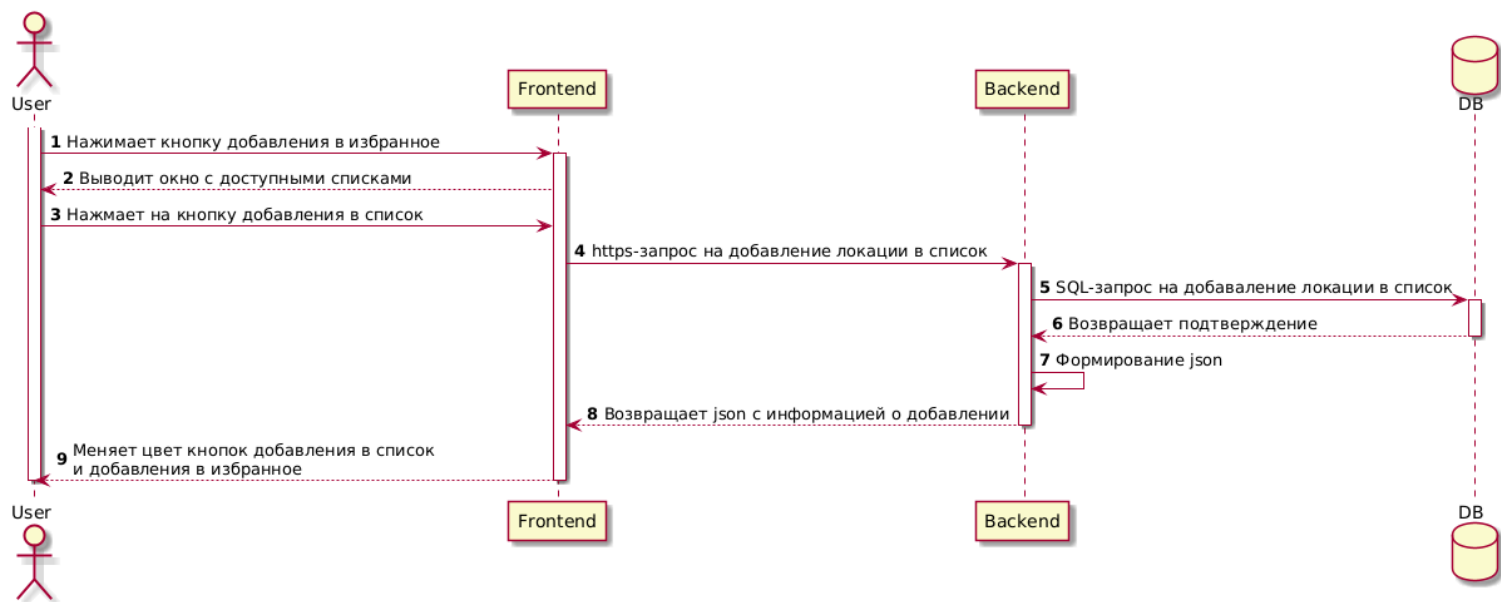 User
Frontend
Backend
DB
1 Нажимает кнопку добавления в избранное
2 Выводит окно с доступными списками
3 Нажмает на кнопку добавления в список
4 https-запрос на добавление локации в список
5 SQL-запрос на добаваление локации в список
6 Возвращает подтверждение
7 Формирование json
8 Возвращает json с информацией о добавлении
9 Меняет цвет кнопок добавления в список
и добавления в избранное
User
Frontend
Backend
DB